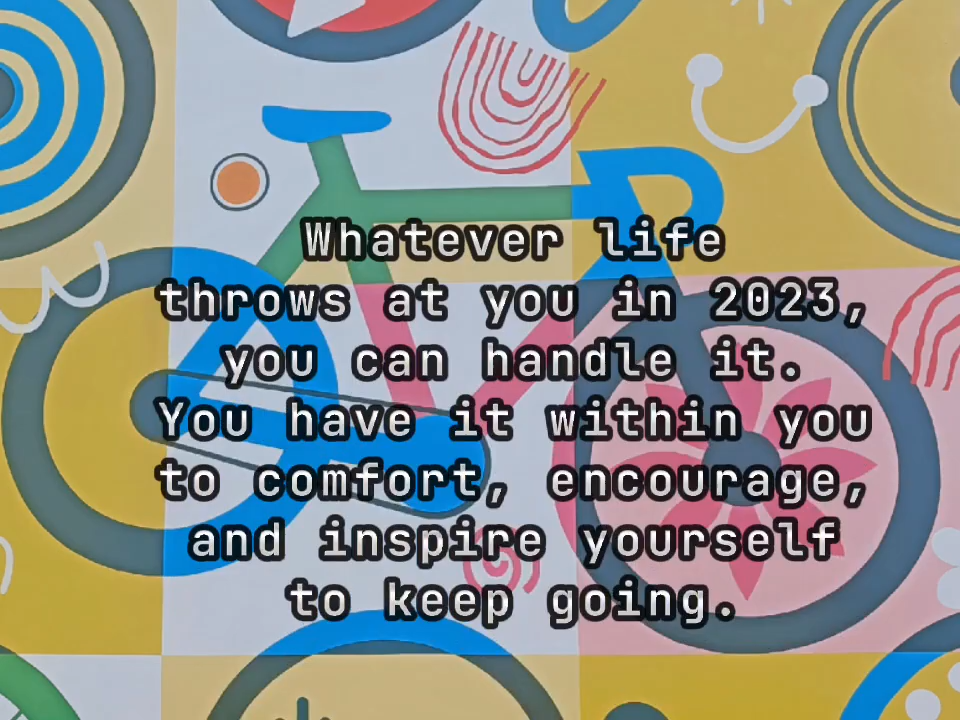 Whatever life
throws at you in 2023,
you can handle it.
You have it within you
to comfort, encourage,
and inspire yourself
to keep going.